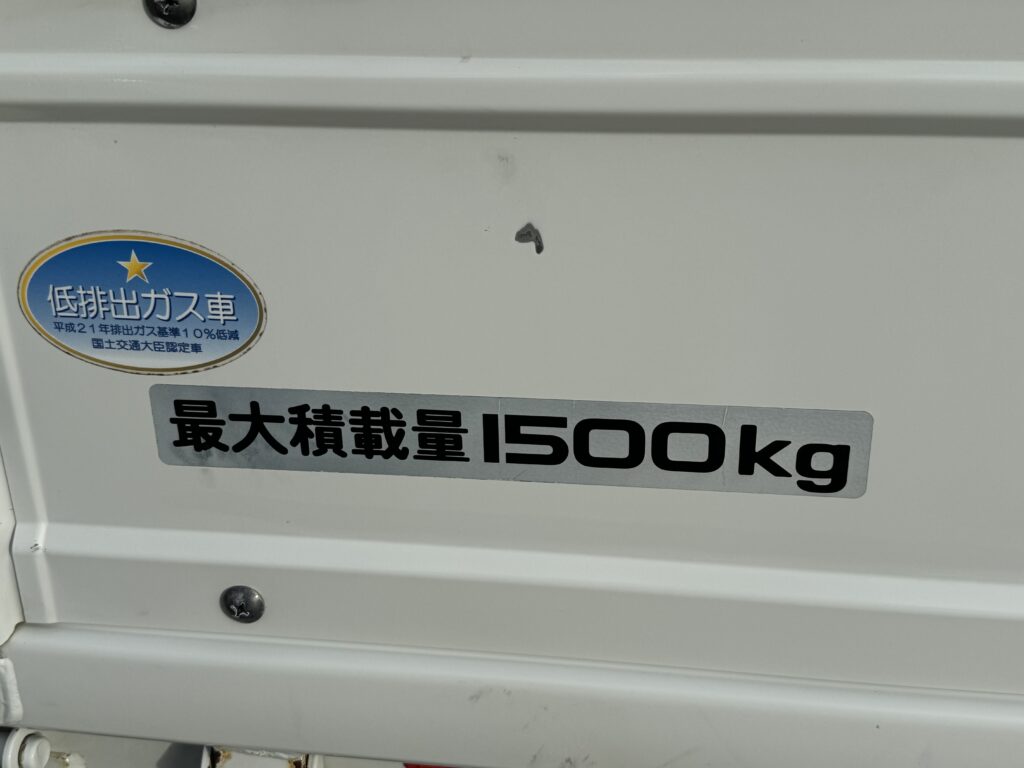 低排出ガス車
平成21年排出ガス基準10%低減
国土交通大臣認定車
最大積載量1500kg